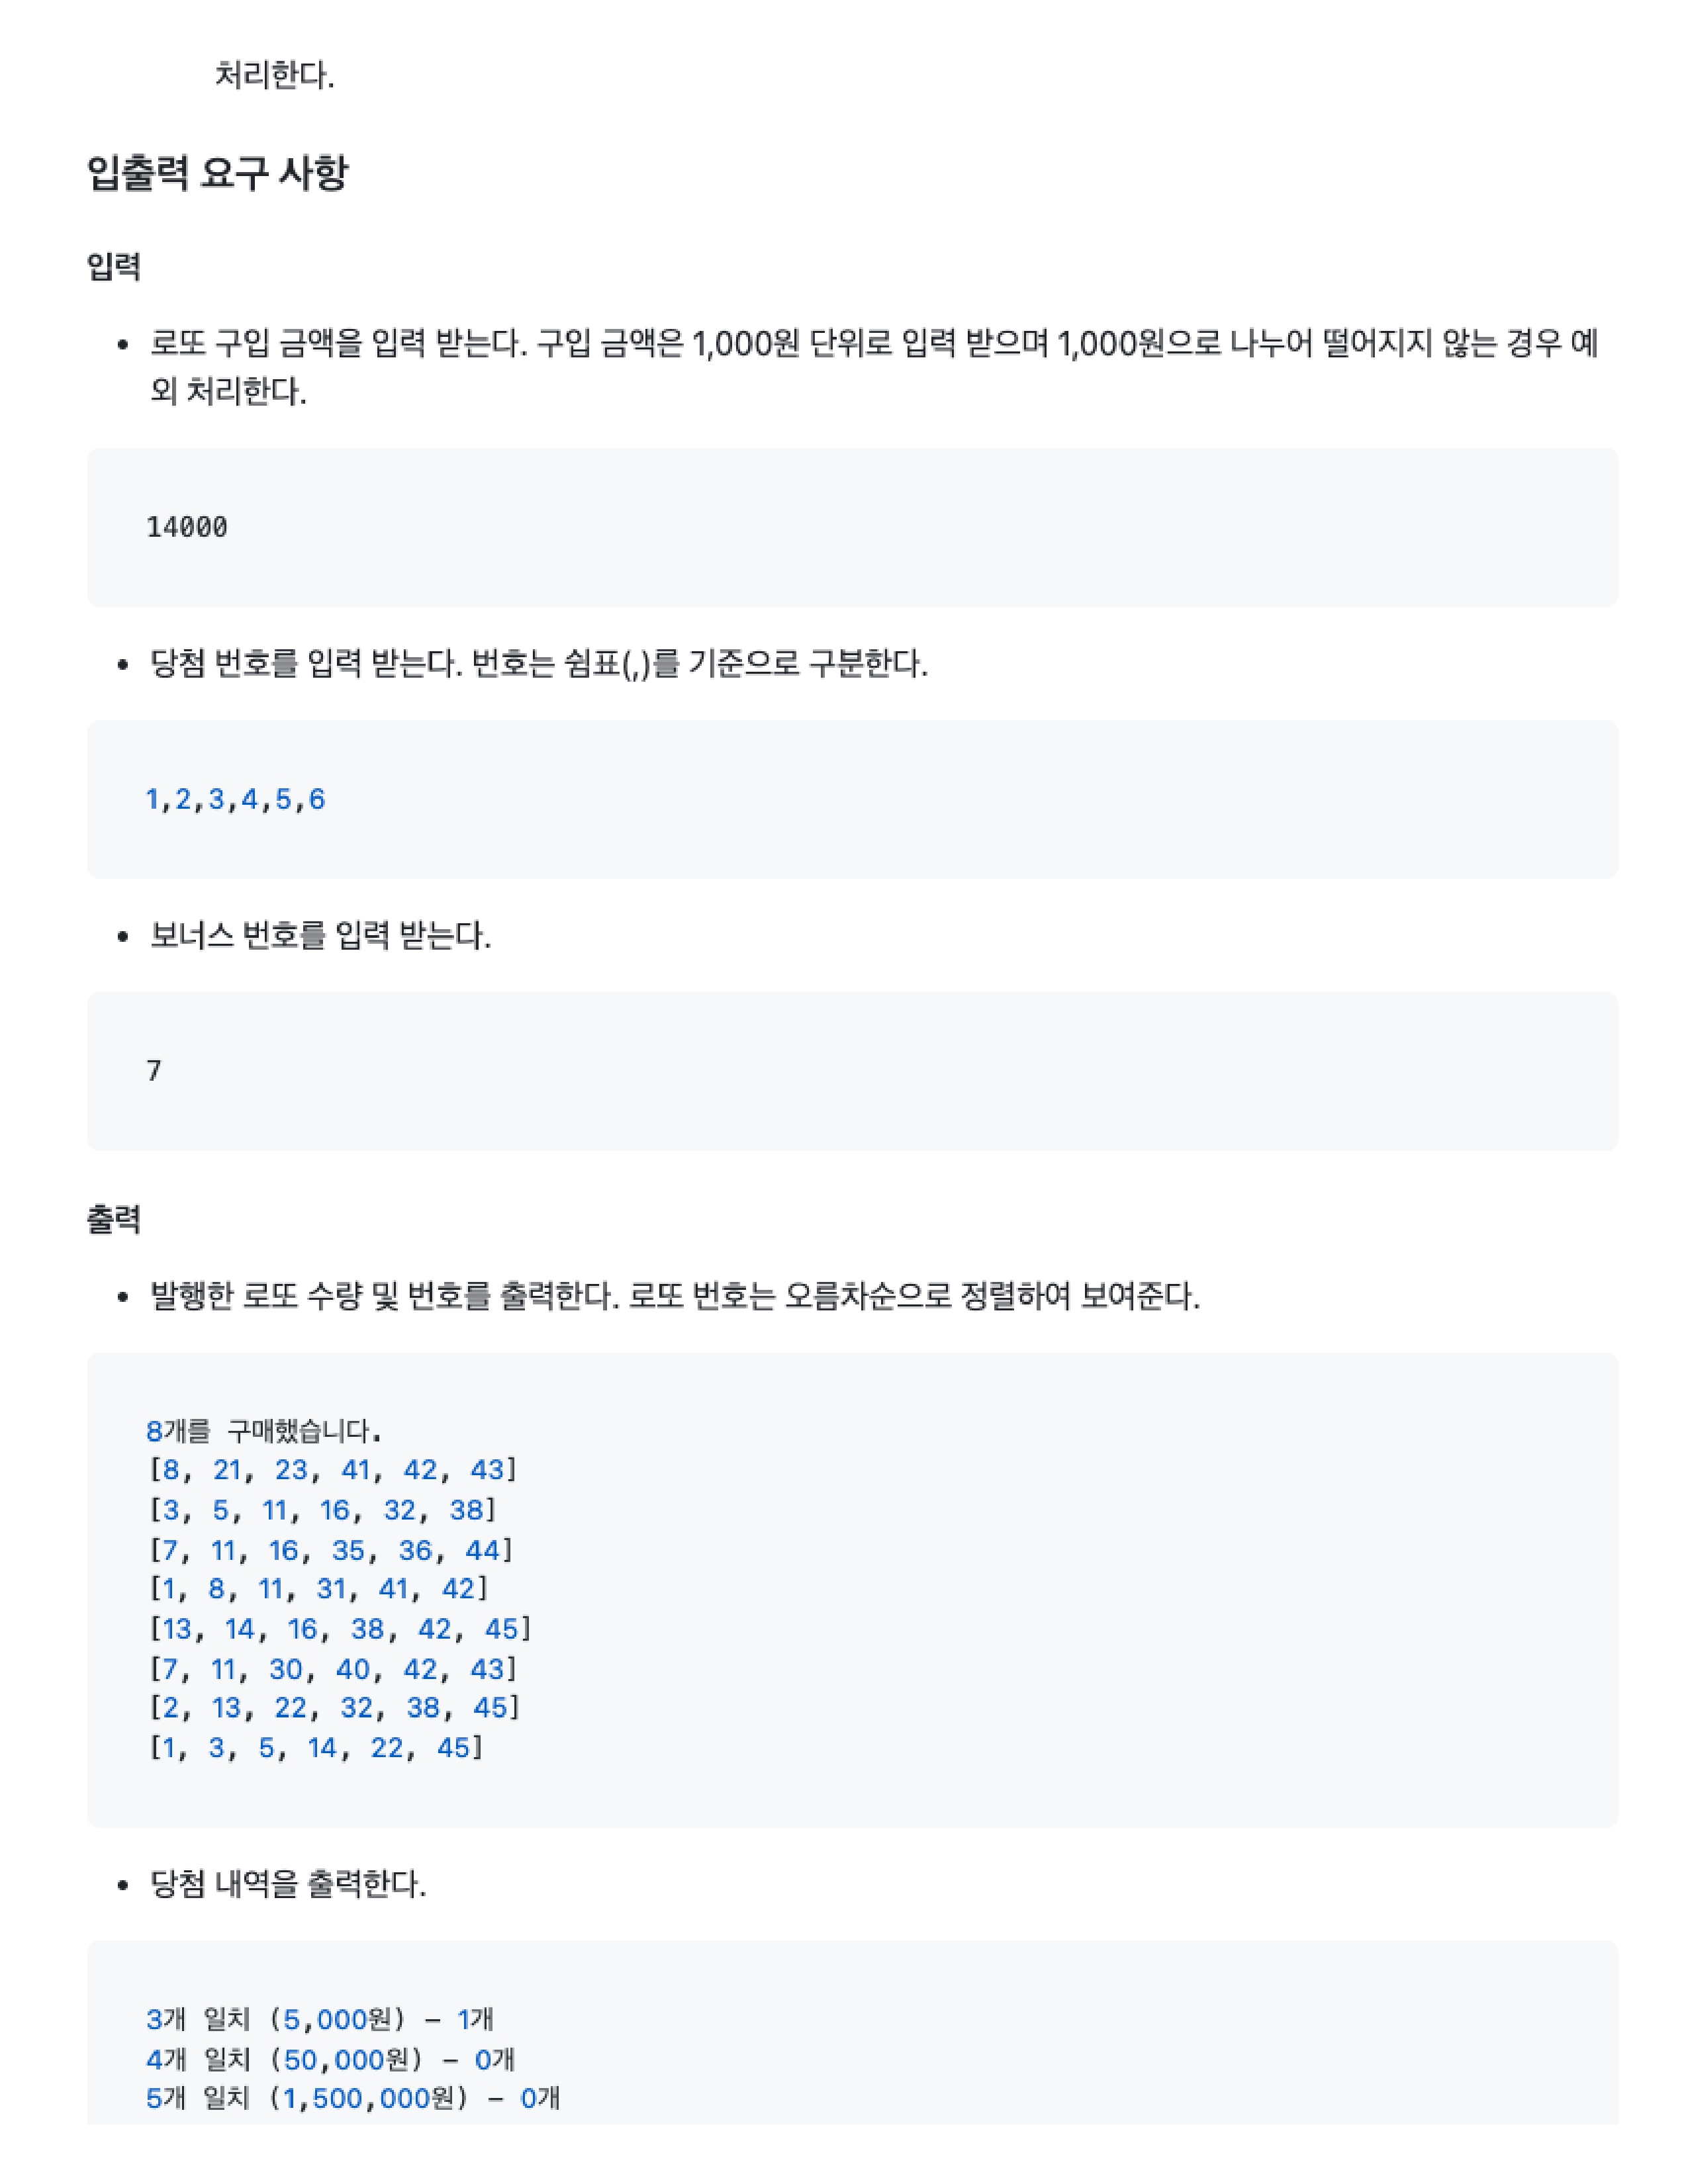 처리한다.
입출력 요구 사항
입력
• 로또 구입 금액을 입력 받는다. 구입 금액은 1,000원 단위로 입력 받으며 1,000원으로 나누어 떨어지지 않는 경우 예
외 처리한다.
14000
• 당첨 번호를 입력 받는다. 번호는 쉼표(,)를 기준으로 구분한다.
1,2,3,4,5,6
• 보너스 번호를 입력 받는다.
7
출력
• 발행한 로또 수량 및 번호를 출력한다. 로또 번호는 오름차순으로 정렬하여 보여준다.
8개를 구매했습니다.
[8, 21, 23, 41, 42, 43]
[3, 5, 11, 16, 32, 38]
[7, 11, 16, 35, 36, 44]
[1, 8, 11, 31, 41, 42]
[13, 14, 16, 38, 42, 45]
[7, 11, 30, 40, 42, 43]
[2, 13, 22, 32, 38, 45]
[1, 3, 5, 14, 22, 45]
• 당첨 내역을 출력한다.
3개 일치 (5,000원) – 1개
4개 일치 (50,000원) – 0개
5개 일치 (1,500,000원) – 0개